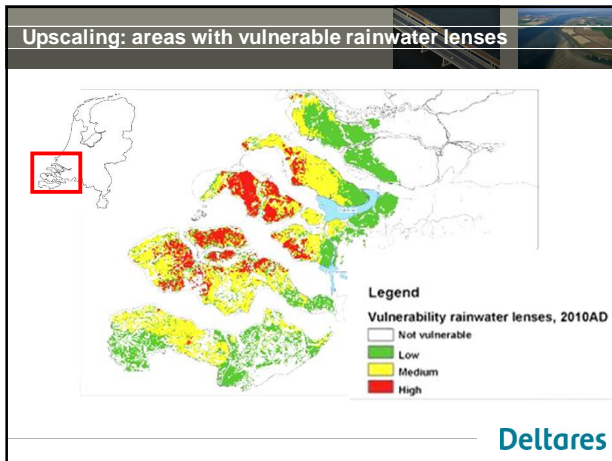 Upscaling: areas with vulnerable rainwater lenses
Legend
Vulnerability rainwater lenses, 2010AD
Not vulnerable
Low
Medium
High
Deltares